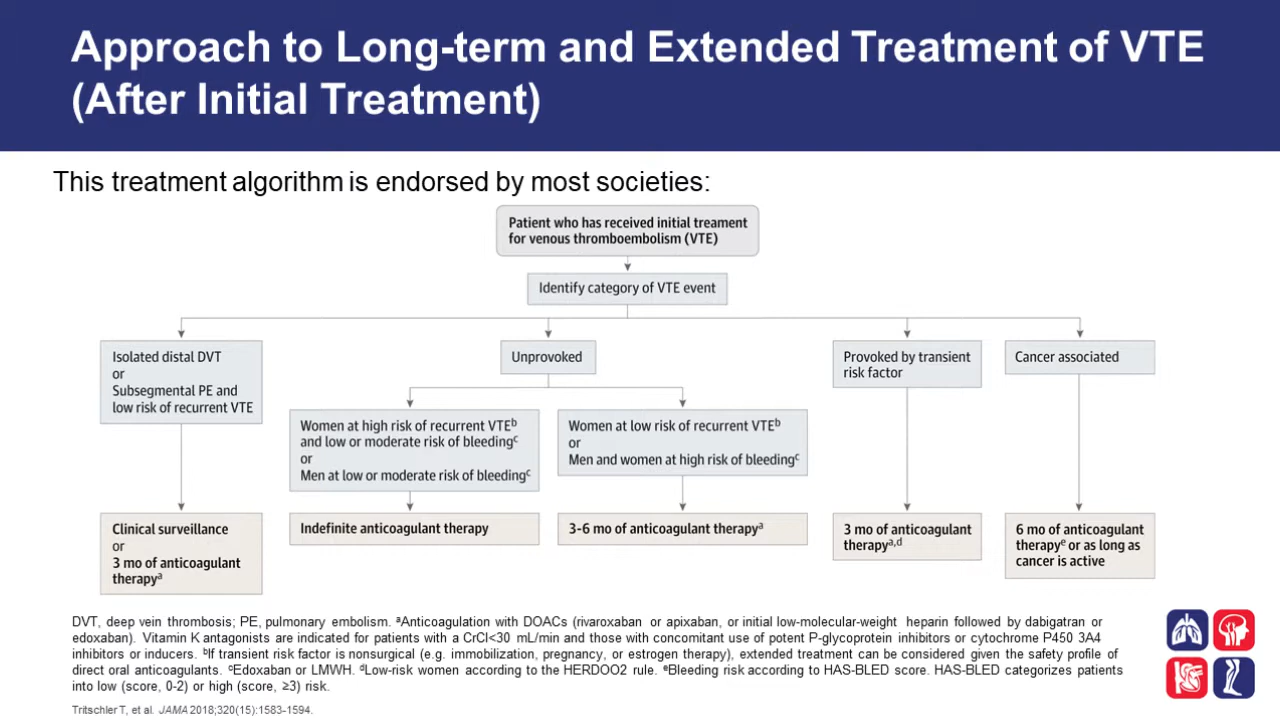 Approach to Long-term and Extended Treatment of VTE
(After Initial Treatment)
This treatment algorithm is endorsed by most societies:
Patient who has received initial treament
for venous thromboembolism (VTE)
Identify category of VTE event
Isolated distal DVT
or
Subsegmental PE and
low risk of recurrent VTE
Unprovoked
Provoked by transient
risk factor
Cancer associated
Women at high risk of recurrent VTEᵇ
and low or moderate risk of bleedingᶜ
or
Men at low or moderate risk of bleedingᶜ
Women at low risk of recurrent VTEᵇ
or
Men and women at high risk of bleedingᶜ
Clinical surveillance
or
3 mo of anticoagulant
therapyᵃ
Indefinite anticoagulant therapy
3-6 mo of anticoagulant therapyᵃ
3 mo of anticoagulant
therapyᵃ,ᵈ
6 mo of anticoagulant
therapyᵉ or as long as
cancer is active
DVT, deep vein thrombosis; PE, pulmonary embolism. ᵃAnticoagulation with DOACs (rivaroxaban or apixaban, or initial low-molecular-weight heparin followed by dabigatran or
edoxaban). Vitamin K antagonists are indicated for patients with a CrCl<30 mL/min and those with concomitant use of potent P-glycoprotein inhibitors or cytochrome P450 3A4
inhibitors or inducers. ᵇIf transient risk factor is nonsurgical (e.g. immobilization, pregnancy, or estrogen therapy), extended treatment can be considered given the safety profile of
direct oral anticoagulants. ᶜEdoxaban or LMWH. ᵈLow-risk women according to the HERDOO2 rule. ᵉBleeding risk according to HAS-BLED score. HAS-BLED categorizes patients
into low (score, 0-2) or high (score, ≥3) risk.
Tritschler T, et al. JAMA 2018;320(15):1583-1594.